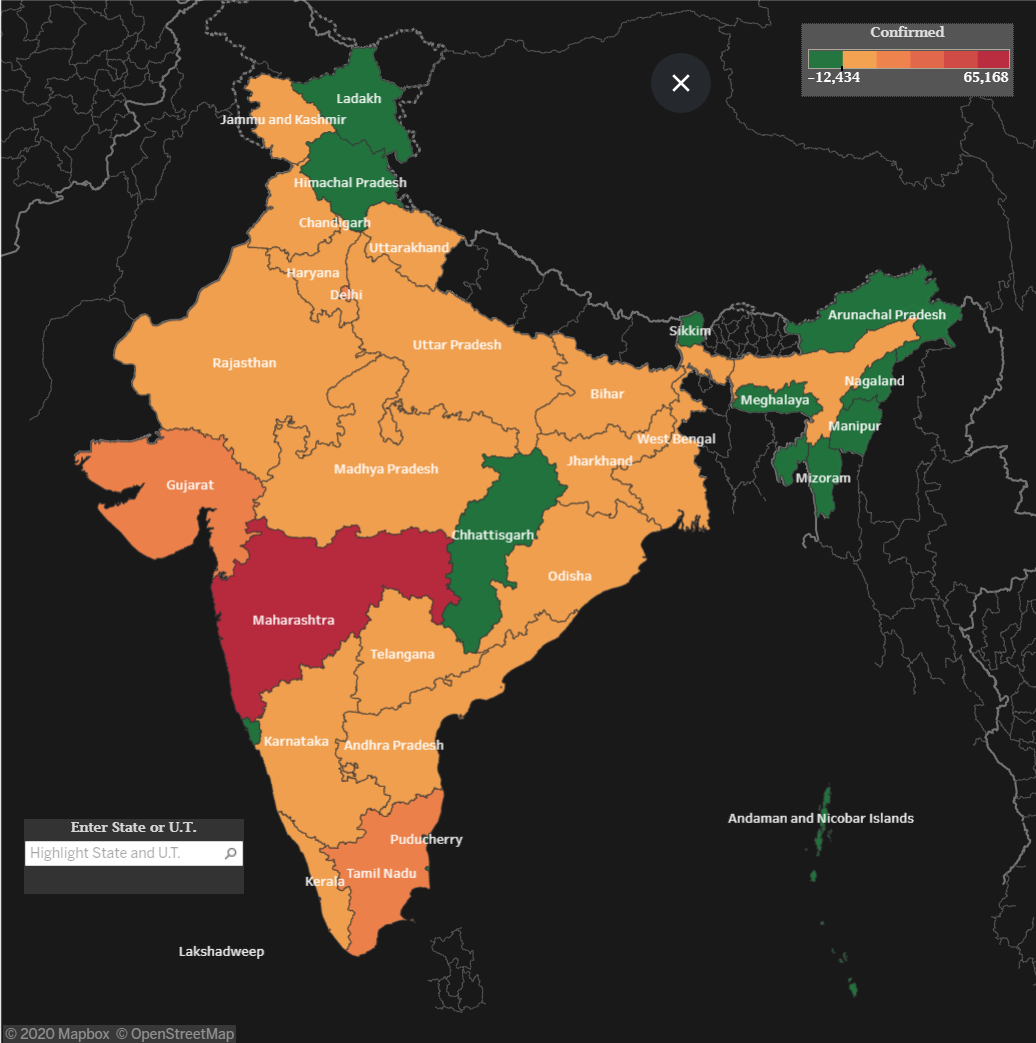 Confirmed
-12,434 65,168
Ladakh
Jammu and Kashmir
Himachal Pradesh
Chandigarh
Uttarakhand
Haryana
Delhi
Sikkim
Arunachal Pradesh
Uttar Pradesh
Rajasthan
Nagaland
Bihar
Meghalaya
Manipur
West Bengal
Jharkhand
Madhya Pradesh
Mizoram
Gujarat
Chhattisgarh
Odisha
Maharashtra
Telangana
Karnataka
Andhra Pradesh
Andaman and Nicobar Islands
Enter State or U.T.
Highlight State and U.T.
Puducherry
Tamil Nadu
Kerala
Lakshadweep
© 2020 Mapbox © OpenStreetMap